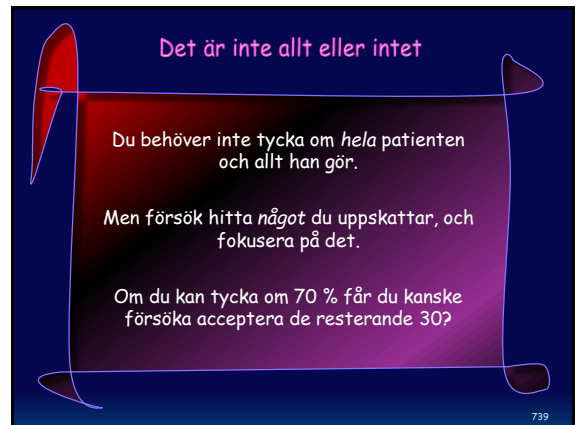 Det är inte allt eller intet
Du behöver inte tycka om hela patienten
och allt han gör.
Men försök hitta något du uppskattar, och
fokusera på det.
Om du kan tycka om 70 % får du kanske
försöka acceptera de resterande 30?
739